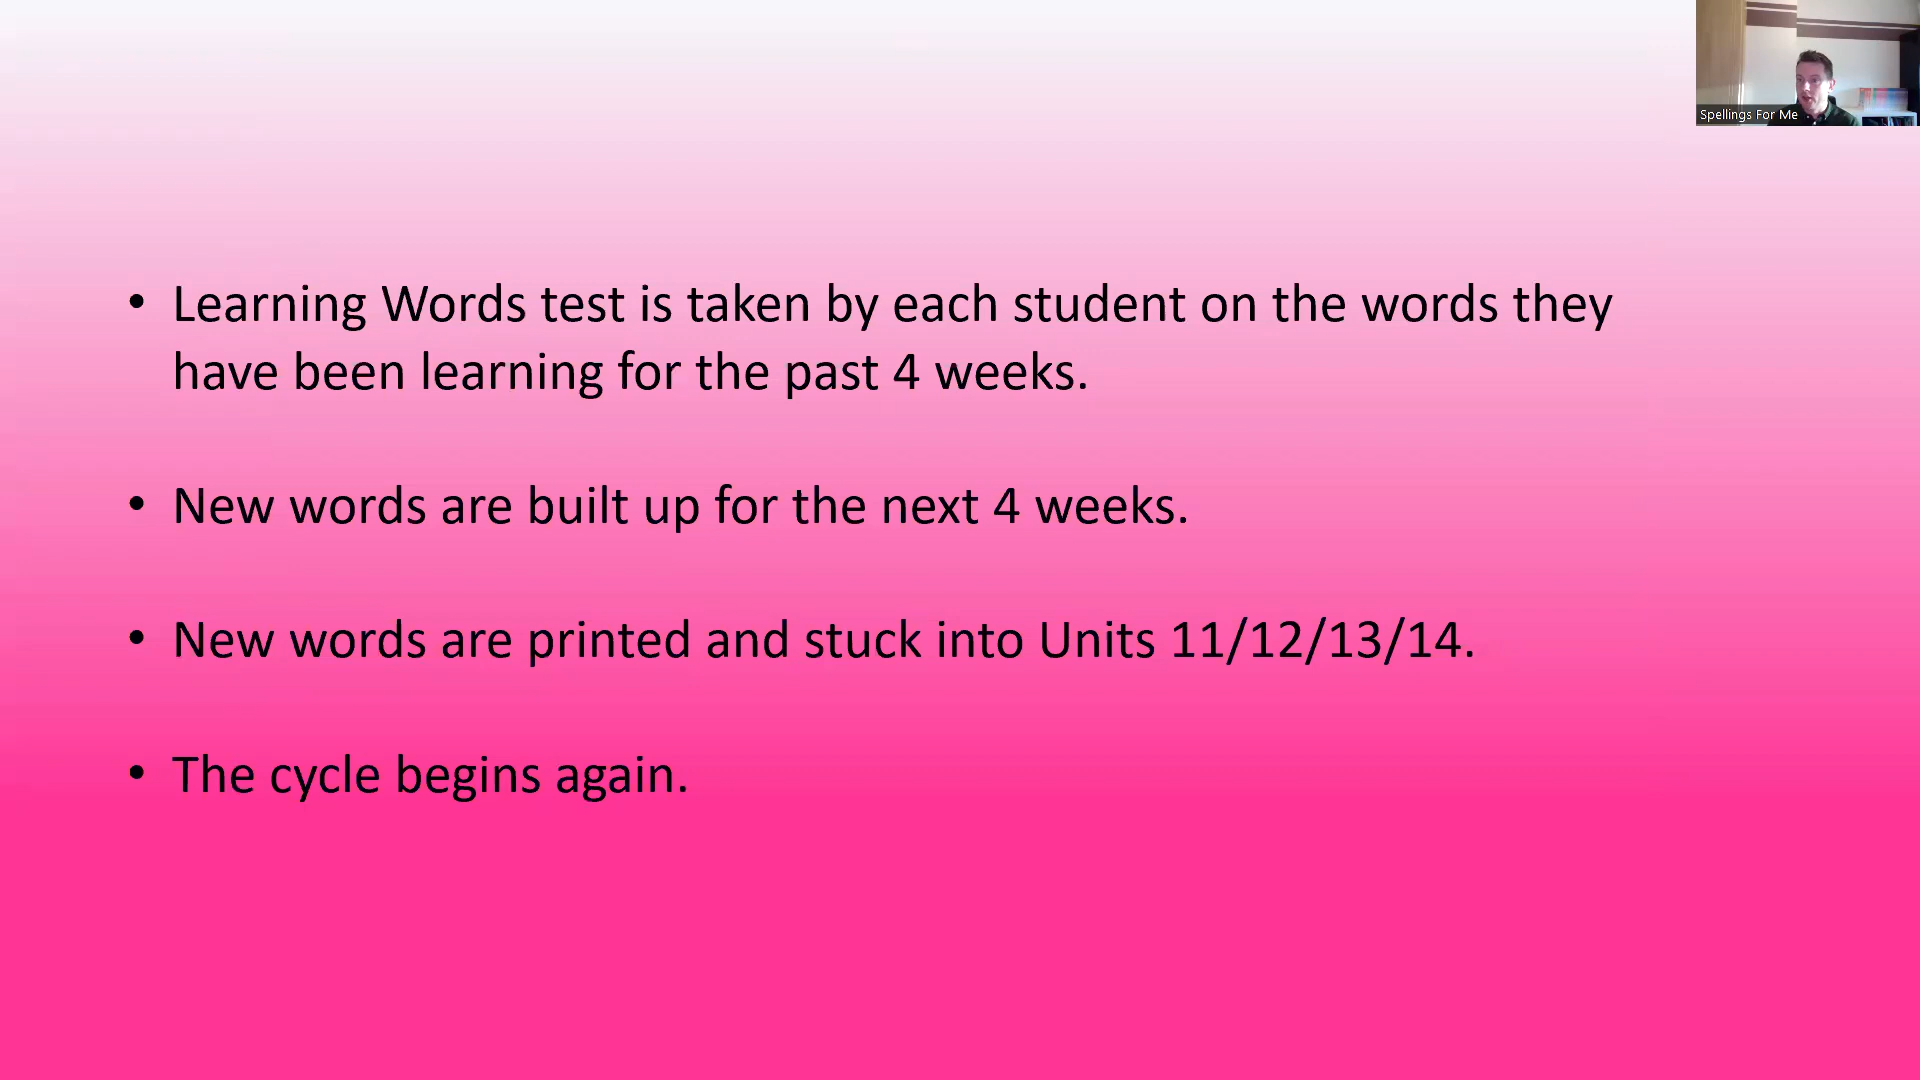 Spellings For Me
• Learning Words test is taken by each student on the words they
have been learning for the past 4 weeks.
• New words are built up for the next 4 weeks.
• New words are printed and stuck into Units 11/12/13/14.
• The cycle begins again.